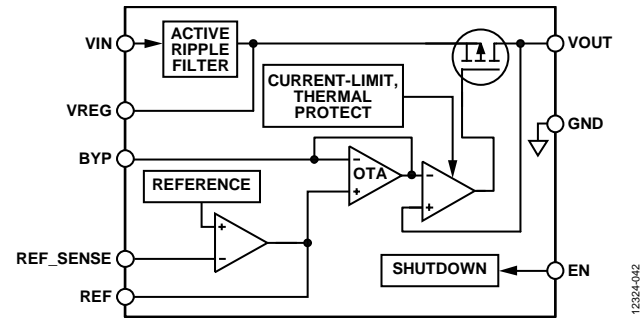 VIN
ACTIVE
RIPPLE
FILTER
VOUT
VREG
CURRENT-LIMIT,
THERMAL
PROTECT
GND
BYP
–
OTA
+
–
+
REFERENCE
+
–
REF_SENSE
REF
SHUTDOWN
EN
12324-042